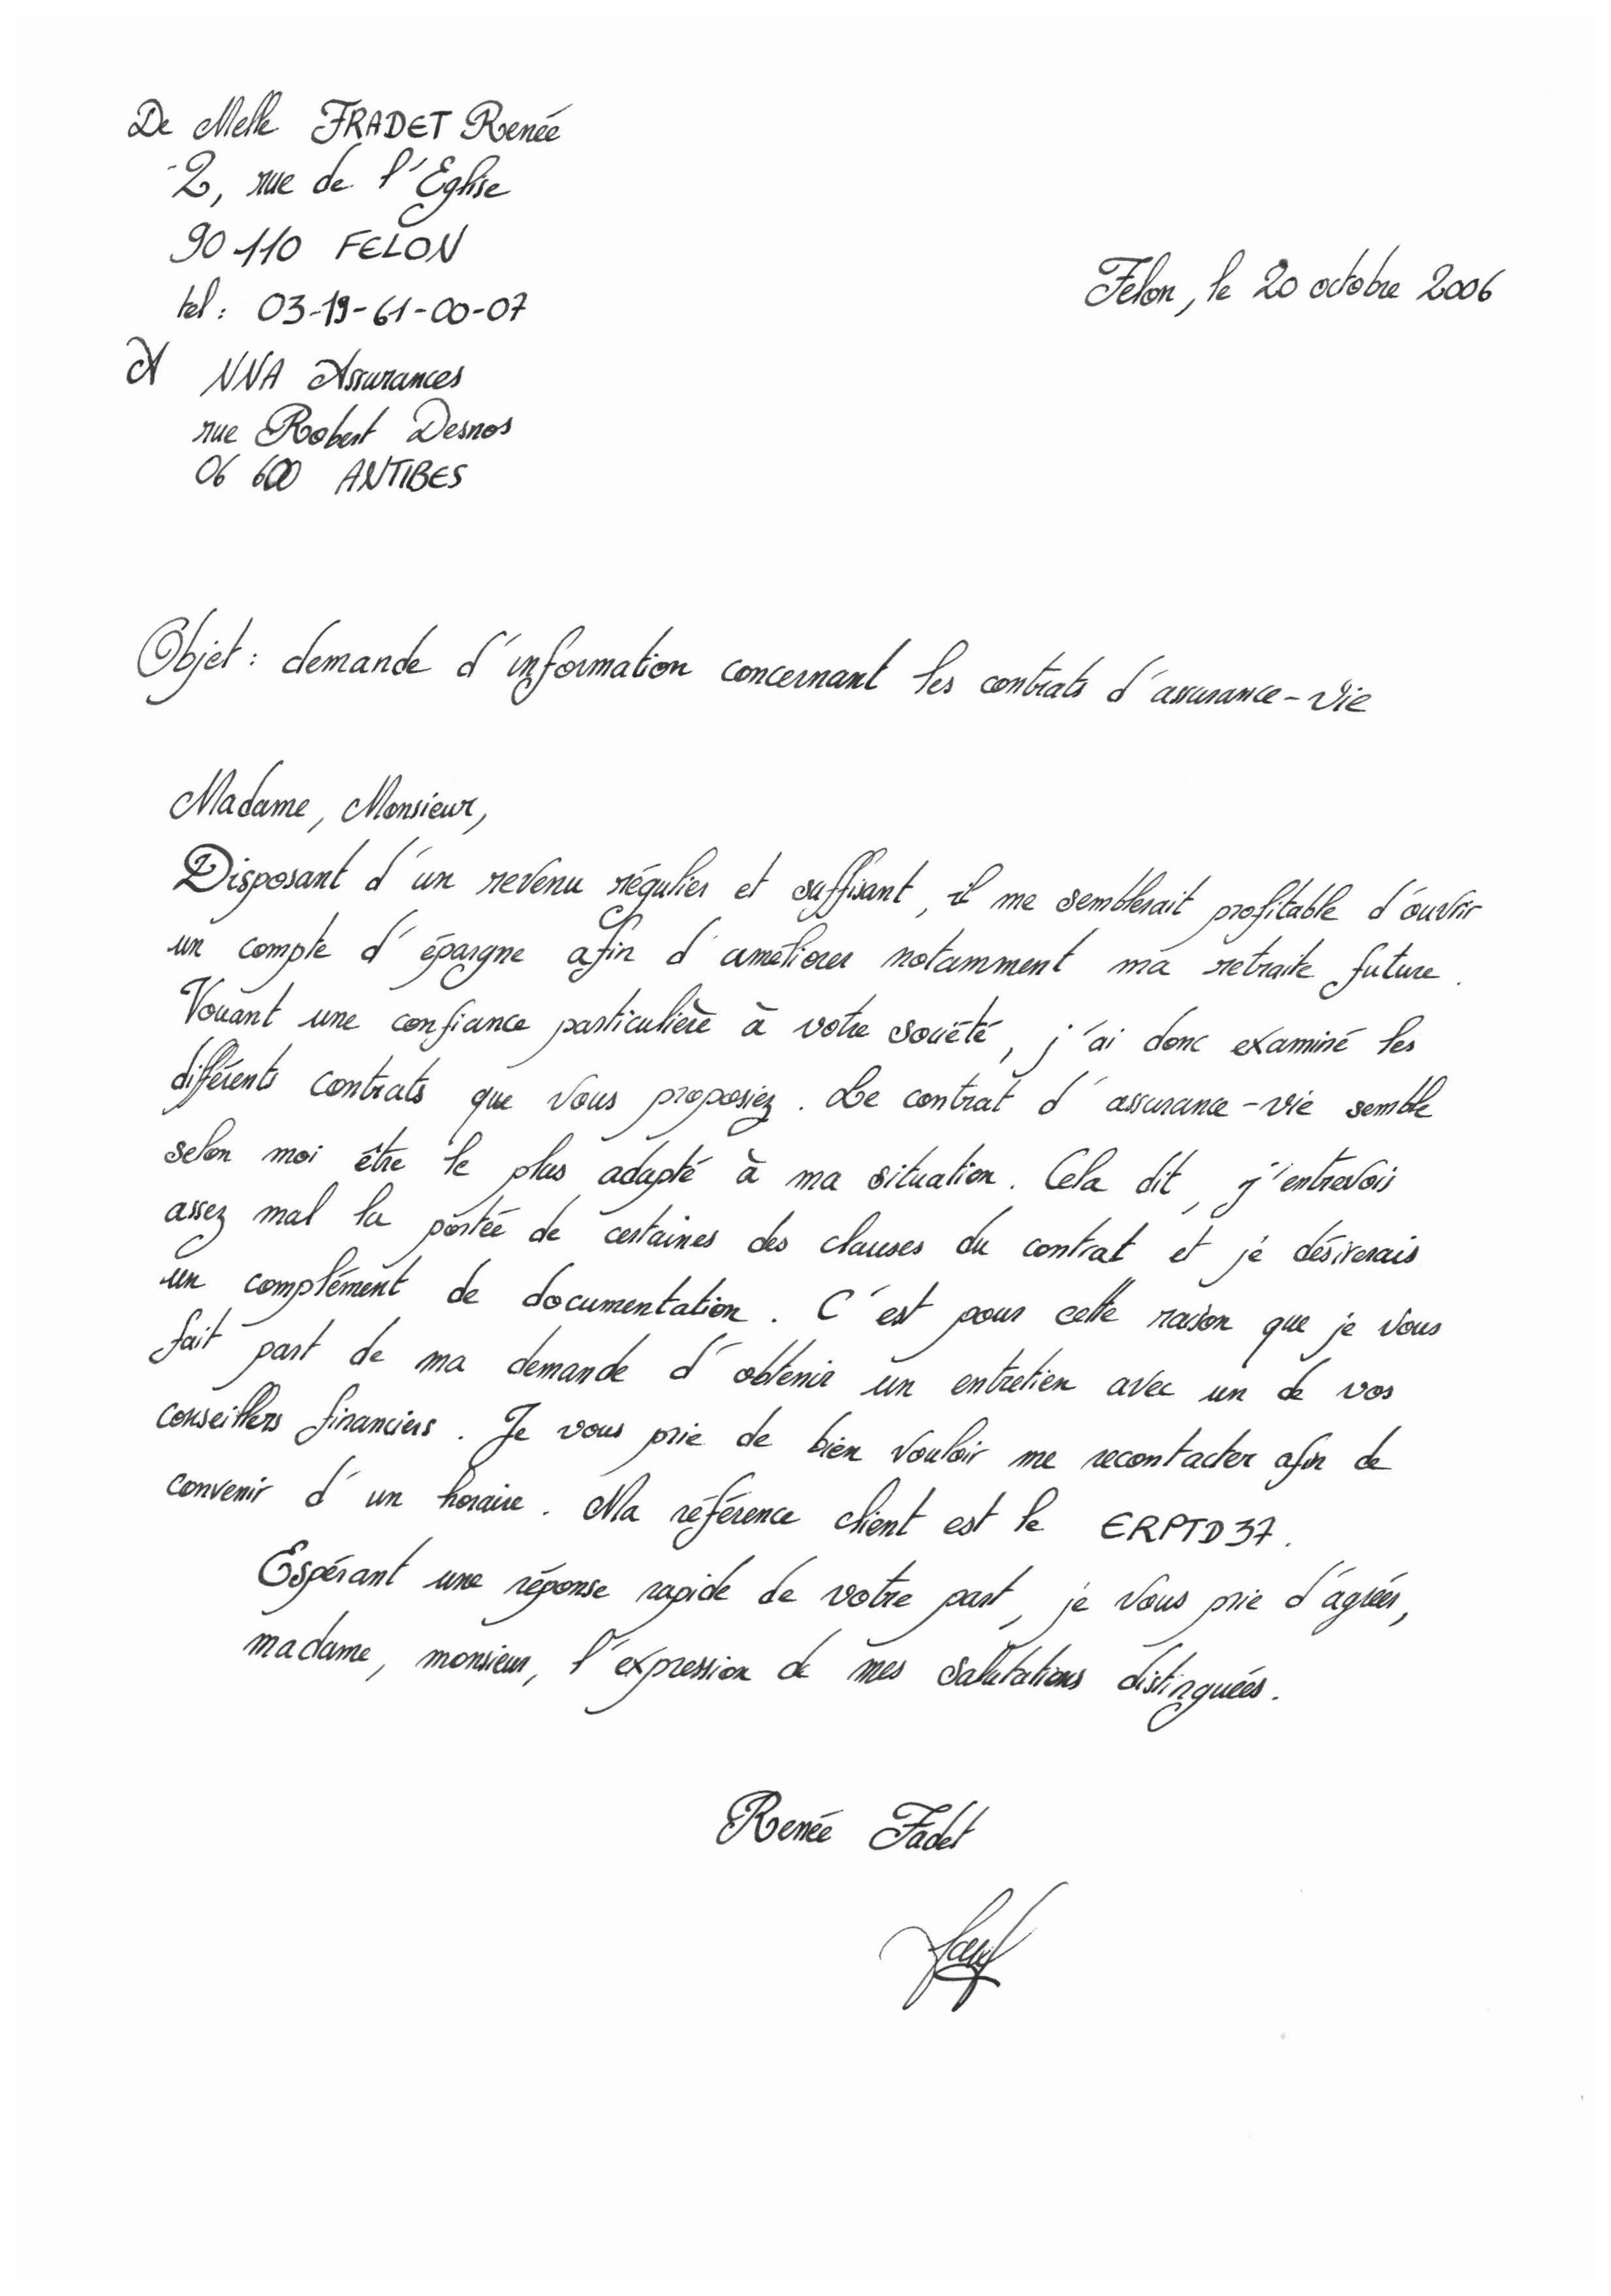 De Melle FRADET Renée
2, rue de l'Eglise
90 110 FELON
tel : 03-19-61-00-07
Felon, le 20 octobre 2006
A NNA Assurances
rue Robert Desnos
06 600 ANTIBES
Objet : demande d'information concernant les contrats d'assurance-vie
Madame, Monsieur,
Disposant d'un revenu régulier et suffisant, il me semblerait profitable d'ouvrir
un compte d'épargne afin d'améliorer notamment ma retraite future.
Vouant une confiance particulière à votre société, j'ai donc examiné les
différents contrats que vous proposiez. Le contrat d'assurance-vie semble
selon moi être le plus adapté à ma situation. Cela dit, j'entrevois
assez mal la portée de certaines des clauses du contrat et je désirerais
un complément de documentation. C'est pour cette raison que je vous
fait part de ma demande d'obtenir un entretien avec un de vos
conseillers financiers. Je vous prie de bien vouloir me recontacter afin de
convenir d'un horaire. Ma référence client est le ERPTD37.
Espérant une réponse rapide de votre part, je vous prie d'agréer,
madame, monsieur, l'expression de mes salutations distinguées.
Renée Fadet